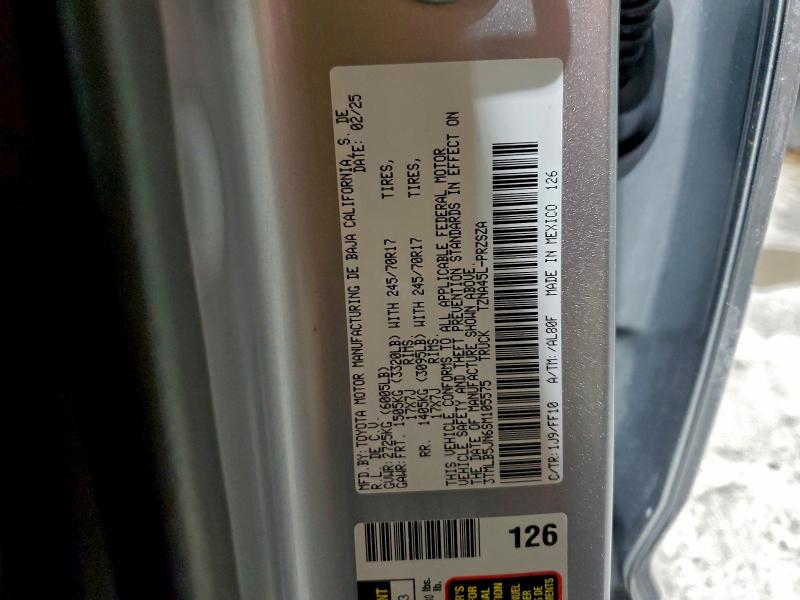 MFD.BY:TOYOTA MOTOR MANUFACTURING DE BAJA CALIFORNIA, S. DE
R.L. DE C.V. DATE: 02/25
GVWR:2725KG(6005LB)
GAWR:FRT. 1505KG (3320LB) WITH 245/70R17 TIRES,
17X7J RIMS,
RR. 1405KG (3095LB) WITH 245/70R17 TIRES,
17X7J RIMS.
THIS VEHICLE CONFORMS TO ALL APPLICABLE FEDERAL MOTOR
VEHICLE SAFETY AND THEFT PREVENTION STANDARDS IN EFFECT ON
THE DATE OF MANUFACTURE SHOWN ABOVE.
3TMLB5JN6SM105575 TRUCK TZNA45L-PRZSZA
C/TR:1J9/FF10 A/TM:/AL80F MADE IN MEXICO 126
126
lbs.
lb.